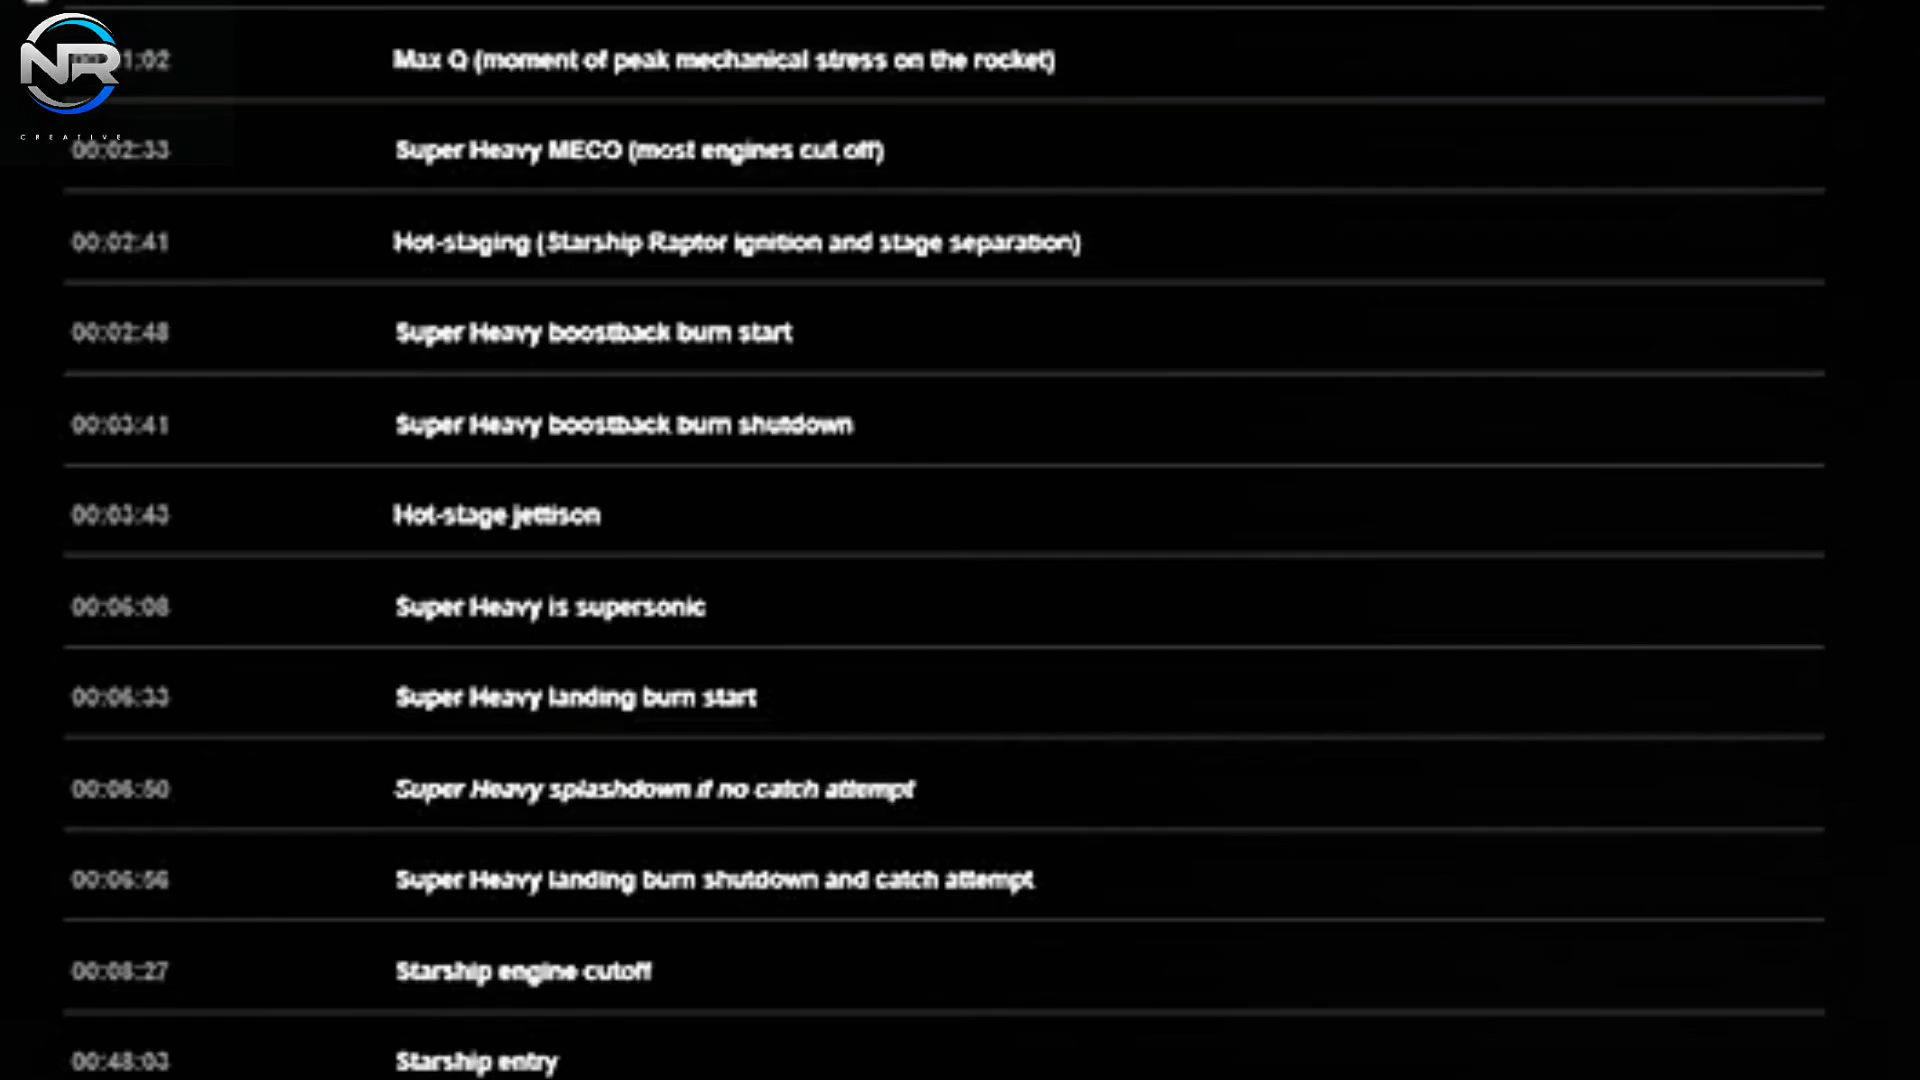 NR
CREATIVE
1:02 Max Q (moment of peak mechanical stress on the rocket)
00:02:33 Super Heavy MECO (most engines cut off)
00:02:41 Hot-staging (Starship Raptor ignition and stage separation)
00:02:48 Super Heavy boostback burn start
00:03:41 Super Heavy boostback burn shutdown
00:03:43 Hot-stage jettison
00:06:08 Super Heavy is supersonic
00:06:33 Super Heavy landing burn start
00:06:50 Super Heavy splashdown if no catch attempt
00:06:56 Super Heavy landing burn shutdown and catch attempt
00:08:27 Starship engine cutoff
00:48:03 Starship entry